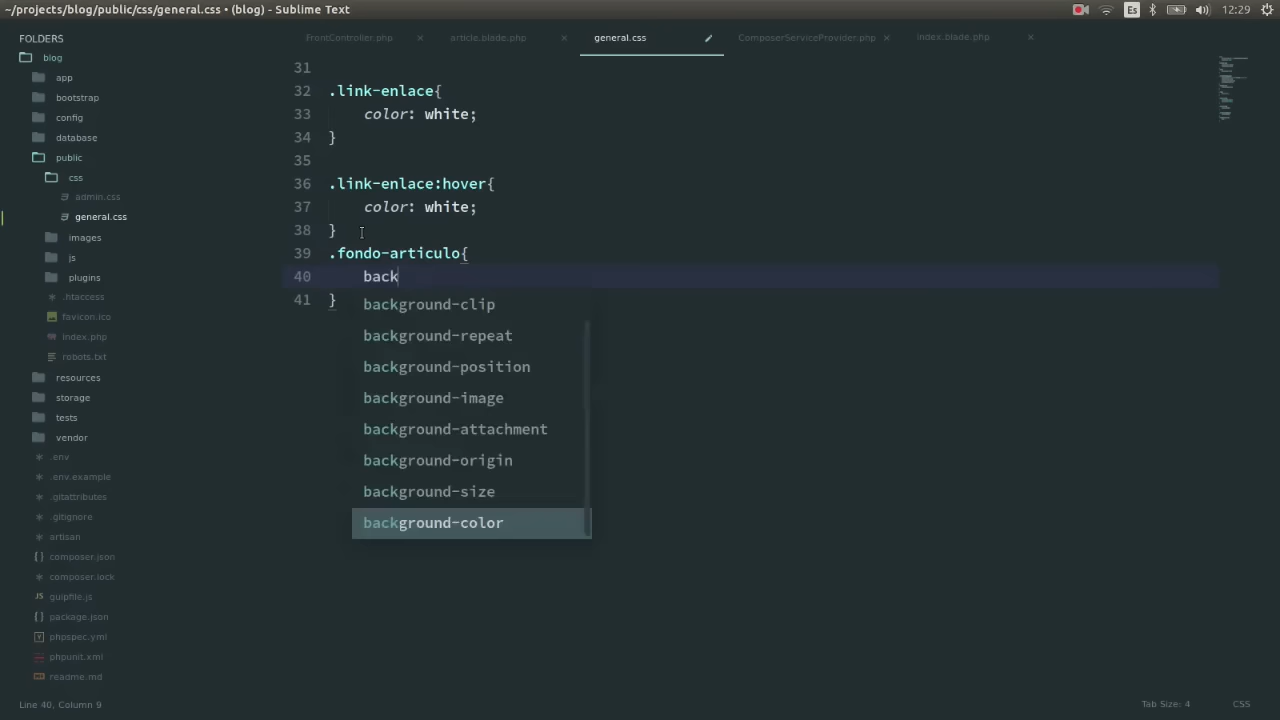 ~/projects/blog/public/css/general.css • (blog) - Sublime Text
Es
12:29
FOLDERS
blog
app
bootstrap
config
database
public
css
admin.css
general.css
images
js
plugins
.htaccess
favicon.ico
index.php
robots.txt
resources
storage
tests
vendor
.env
.env.example
.gitattributes
.gitignore
artisan
composer.json
composer.lock
gulpfile.js
package.json
phpspec.yml
phpunit.xml
readme.md
FrontController.php
article.blade.php
general.css
ComposerServiceProvider.php
index.blade.php
31
32 .link-enlace{
33 color: white;
34 }
35
36 .link-enlace:hover{
37 color: white;
38 }
39 .fondo-articulo{
40 back
41 }
background-clip
background-repeat
background-position
background-image
background-attachment
background-origin
background-size
background-color
Line 40, Column 9
Tab Size: 4
CSS